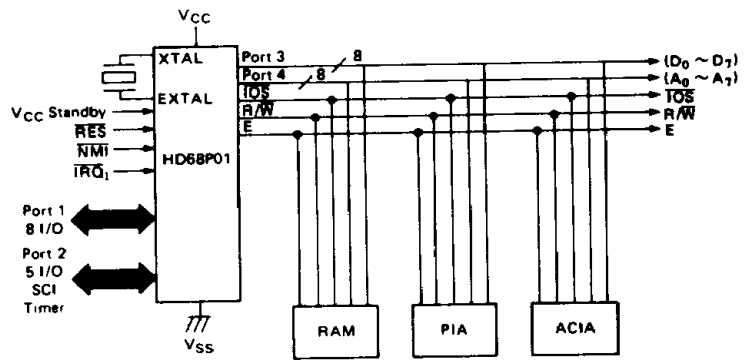 VCC
XTAL
EXTAL
VCC Standby
RES
NMI
IRQ1
HD68P01
Port 1
8 I/O
Port 2
5 I/O
SCI
Timer
VSS
Port 3
8
Port 4
8
IOS
R/W
E
(D0 ~ D7)
(A0 ~ A7)
IOS
R/W
E
RAM
PIA
ACIA